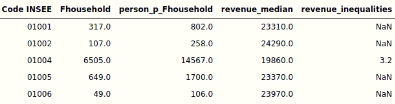 Code INSEE Fhousehold person_p_Fhousehold revenue_median revenue_inequalities
01001 317.0 802.0 23310.0 NaN
01002 107.0 258.0 24290.0 NaN
01004 6505.0 14567.0 19860.0 3.2
01005 649.0 1700.0 23370.0 NaN
01006 49.0 106.0 23970.0 NaN